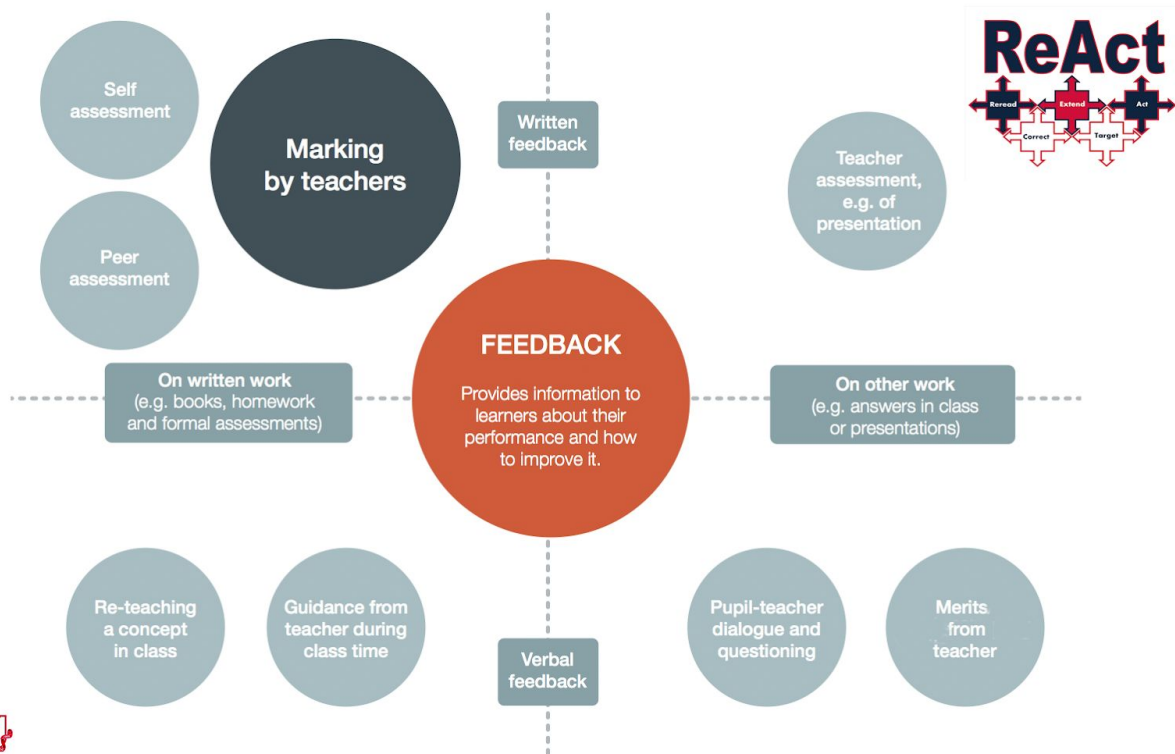 ReAct
Reread
Extend
Act
Correct
Target
Self
assessment
Marking
by teachers
Written
feedback
Teacher
assessment,
e.g. of
presentation
Peer
assessment
FEEDBACK
Provides information to
learners about their
performance and how
to improve it.
On written work
(e.g. books, homework
and formal assessments)
On other work
(e.g. answers in class
or presentations)
Re-teaching
a concept
in class
Guidance from
teacher during
class time
Verbal
feedback
Pupil-teacher
dialogue and
questioning
Merits
from
teacher